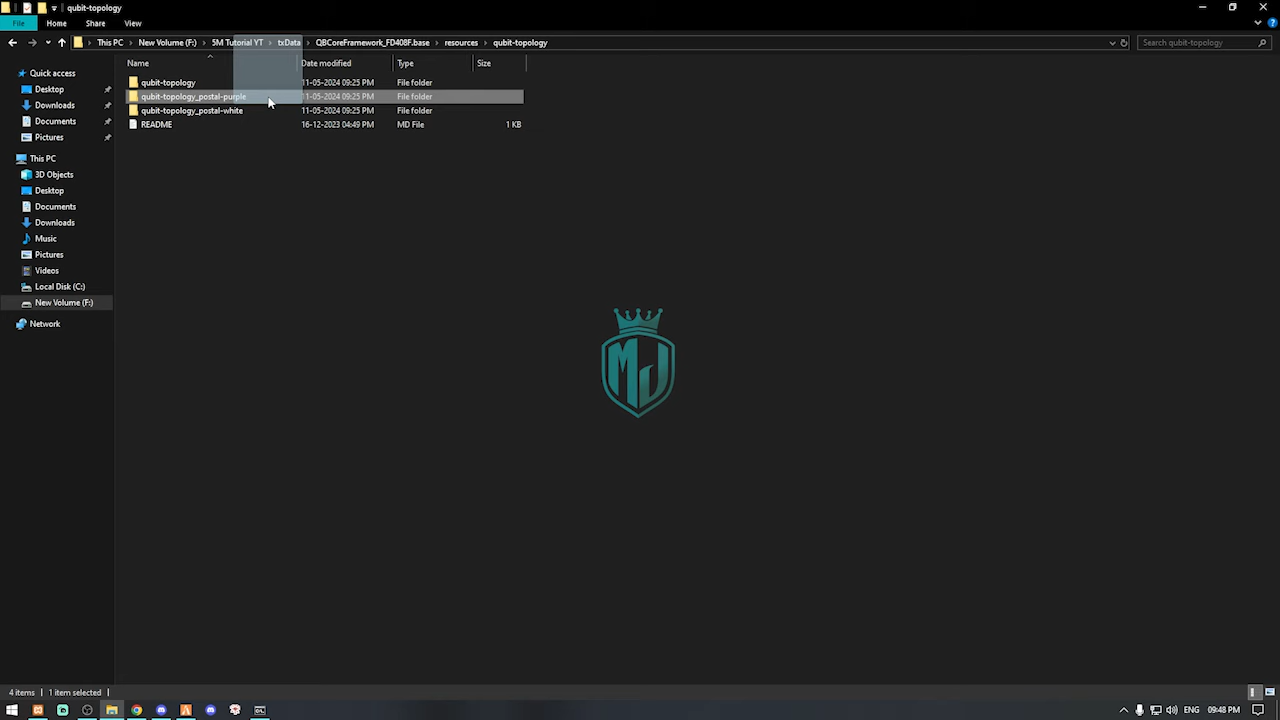 qubit-topology
File Home Share View
This PC New Volume (F:) 5M Tutorial YT txData QBCoreFramework_FD408F.base resources qubit-topology Search qubit-topology
Name Date modified Type Size
Quick access
Desktop
Downloads
Documents
Pictures
This PC
3D Objects
Desktop
Documents
Downloads
Music
Pictures
Videos
Local Disk (C:)
New Volume (F:)
Network
qubit-topology 11-05-2024 09:25 PM File folder
qubit-topology_postal-purple 11-05-2024 09:25 PM File folder
qubit-topology_postal-white 11-05-2024 09:25 PM File folder
README 16-12-2023 04:49 PM MD File 1 KB
MJ
4 items 1 item selected
ENG 09:48 PM